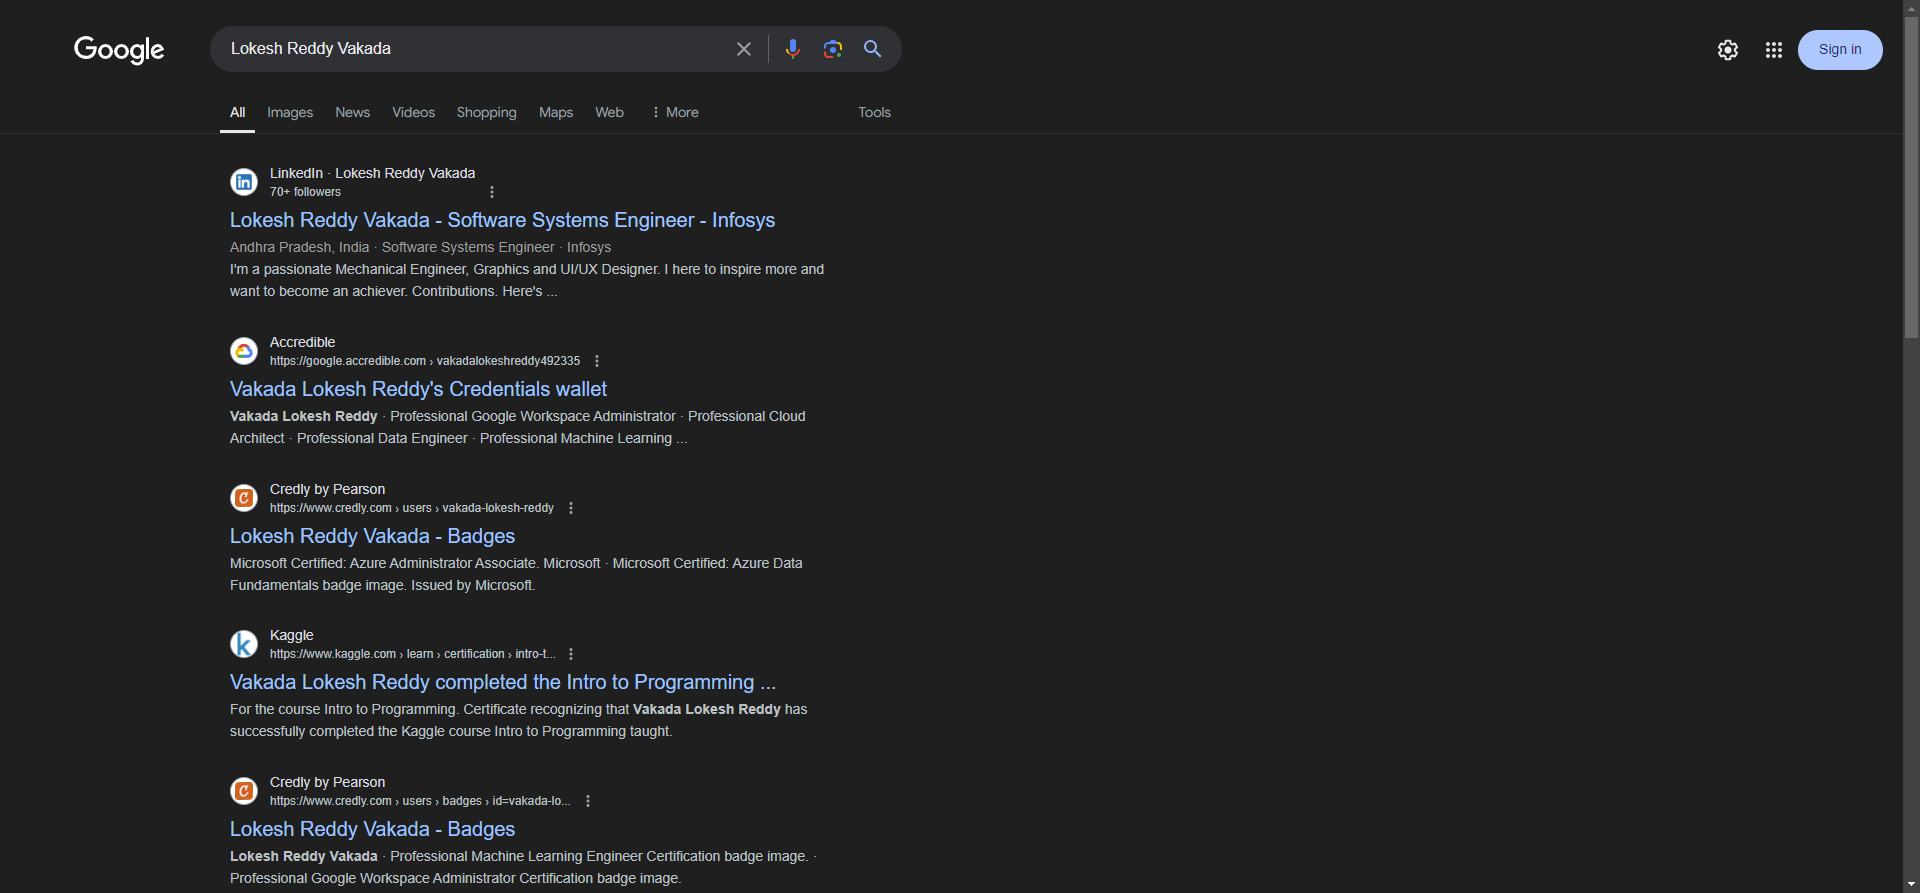 Google
Lokesh Reddy Vakada
Sign in
All Images News Videos Shopping Maps Web More Tools
LinkedIn · Lokesh Reddy Vakada
70+ followers
Lokesh Reddy Vakada - Software Systems Engineer - Infosys
Andhra Pradesh, India · Software Systems Engineer · Infosys
I'm a passionate Mechanical Engineer, Graphics and UI/UX Designer. I here to inspire more and
want to become an achiever. Contributions. Here's ...
Accredible
https://google.accredible.com › vakadalokeshreddy492335
Vakada Lokesh Reddy's Credentials wallet
Vakada Lokesh Reddy · Professional Google Workspace Administrator · Professional Cloud
Architect · Professional Data Engineer · Professional Machine Learning ...
Credly by Pearson
https://www.credly.com › users › vakada-lokesh-reddy
Lokesh Reddy Vakada - Badges
Microsoft Certified: Azure Administrator Associate. Microsoft · Microsoft Certified: Azure Data
Fundamentals badge image. Issued by Microsoft.
Kaggle
https://www.kaggle.com › learn › certification › intro-t...
Vakada Lokesh Reddy completed the Intro to Programming ...
For the course Intro to Programming. Certificate recognizing that Vakada Lokesh Reddy has
successfully completed the Kaggle course Intro to Programming taught.
Credly by Pearson
https://www.credly.com › users › badges › id=vakada-lo...
Lokesh Reddy Vakada - Badges
Lokesh Reddy Vakada · Professional Machine Learning Engineer Certification badge image. ·
Professional Google Workspace Administrator Certification badge image.